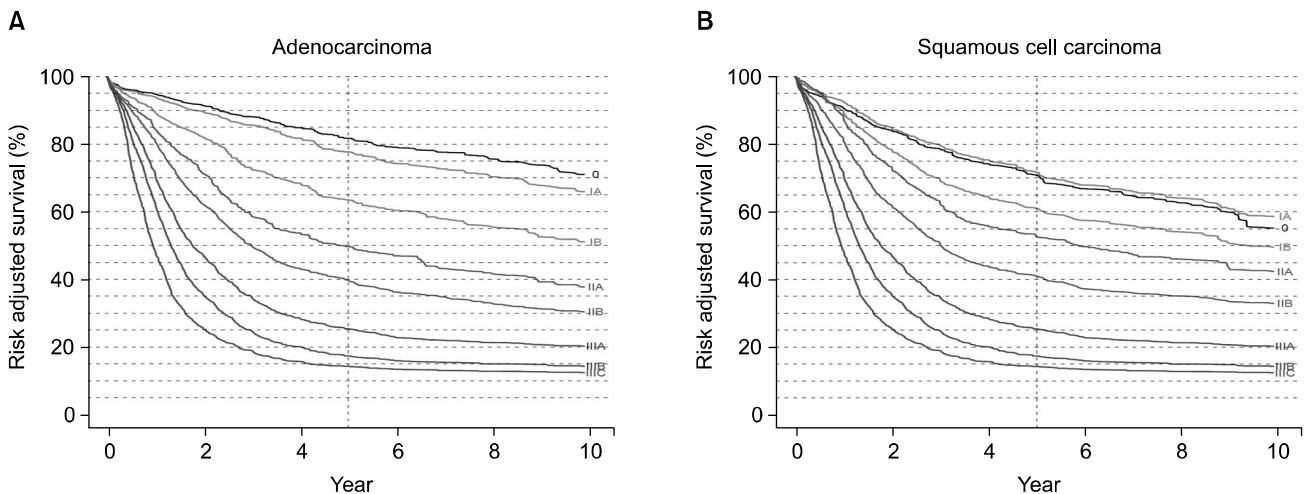 A
Adenocarcinoma
Risk adjusted survival (%)
100
80
60
40
20
0
0
IA
IB
IIA
IIB
IIIA
IIIB
IIIC
0 2 4 6 8 10
Year
B
Squamous cell carcinoma
Risk adjusted survival (%)
100
80
60
40
20
0
IA
0
IB
IIA
IIB
IIIA
IIIB
IIIC
0 2 4 6 8 10
Year